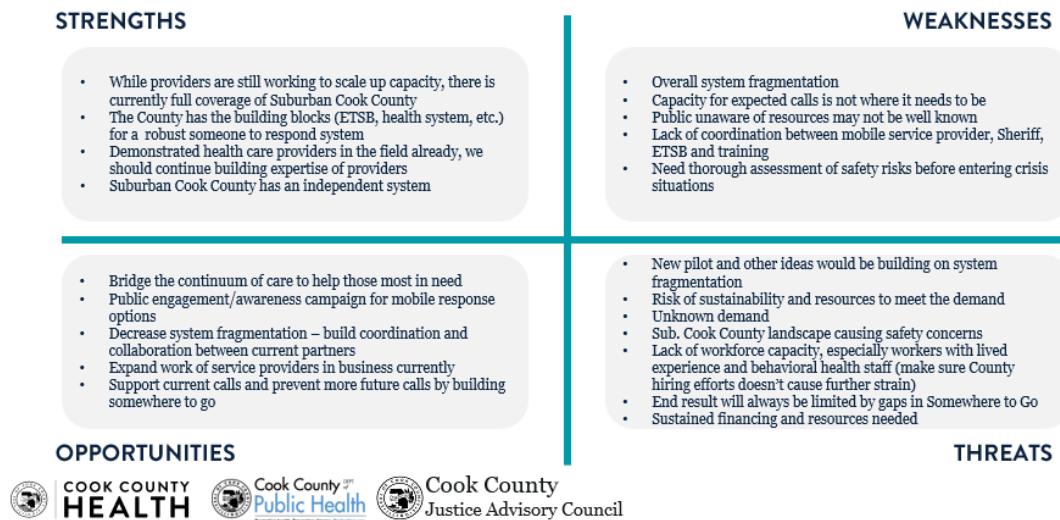 STRENGTHS
WEAKNESSES
• While providers are still working to scale up capacity, there is
currently full coverage of Suburban Cook County
• The County has the building blocks (ETSB, health system, etc.)
for a robust someone to respond system
• Demonstrated health care providers in the field already, we
should continue building expertise of providers
• Suburban Cook County has an independent system
• Overall system fragmentation
• Capacity for expected calls is not where it needs to be
• Public unaware of resources may not be well known
• Lack of coordination between mobile service provider, Sheriff,
ETSB and training
• Need thorough assessment of safety risks before entering crisis
situations
• Bridge the continuum of care to help those most in need
• Public engagement/awareness campaign for mobile response
options
• Decrease system fragmentation – build coordination and
collaboration between current partners
• Expand work of service providers in business currently
• Support current calls and prevent more future calls by building
somewhere to go
• New pilot and other ideas would be building on system
fragmentation
• Risk of sustainability and resources to meet the demand
• Unknown demand
• Sub. Cook County landscape causing safety concerns
• Lack of workforce capacity, especially workers with lived
experience and behavioral health staff (make sure County
hiring efforts doesn't cause further strain)
• End result will always be limited by gaps in Somewhere to Go
• Sustained financing and resources needed
OPPORTUNITIES
THREATS
COOK COUNTY
HEALTH
Cook County DEPT of
Public Health
Cook County
Justice Advisory Council